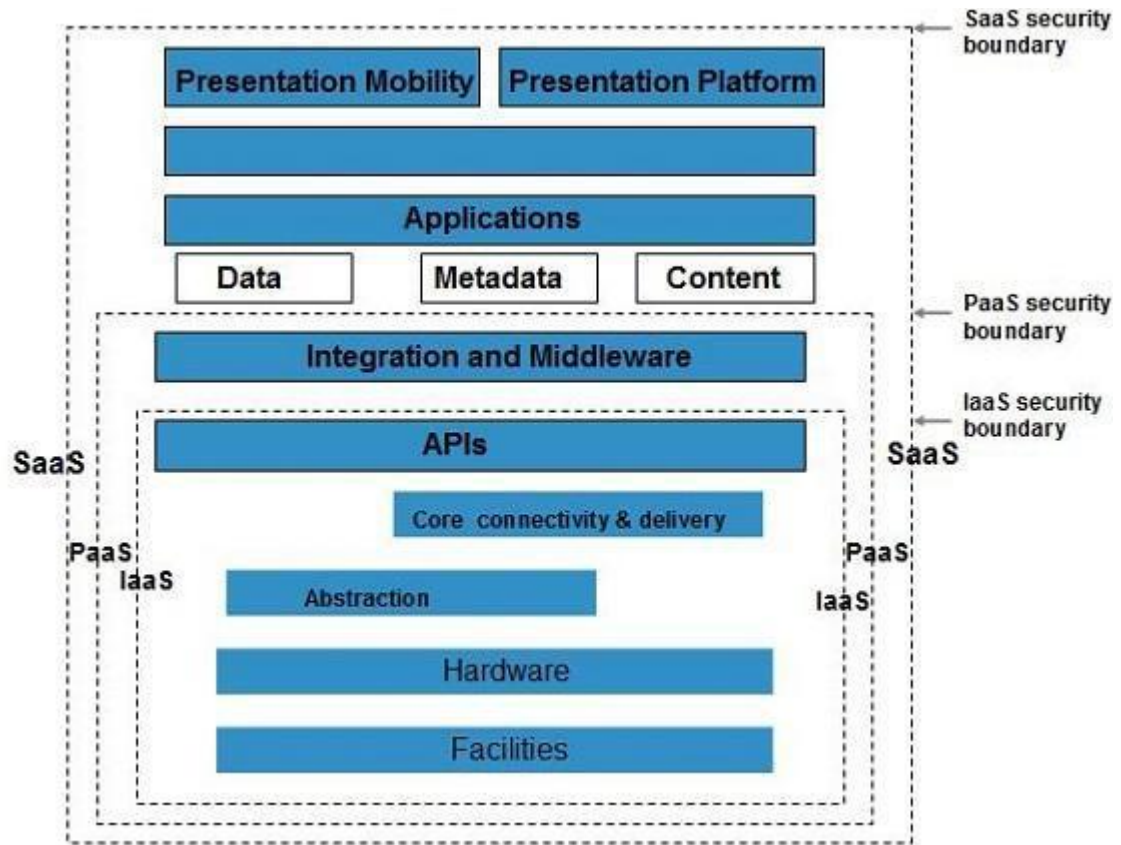 SaaS security
boundary
Presentation Mobility
Presentation Platform
Applications
Data
Metadata
Content
PaaS security
boundary
Integration and Middleware
IaaS security
boundary
APIs
SaaS
SaaS
Core connectivity & delivery
PaaS
PaaS
IaaS
IaaS
Abstraction
Hardware
Facilities